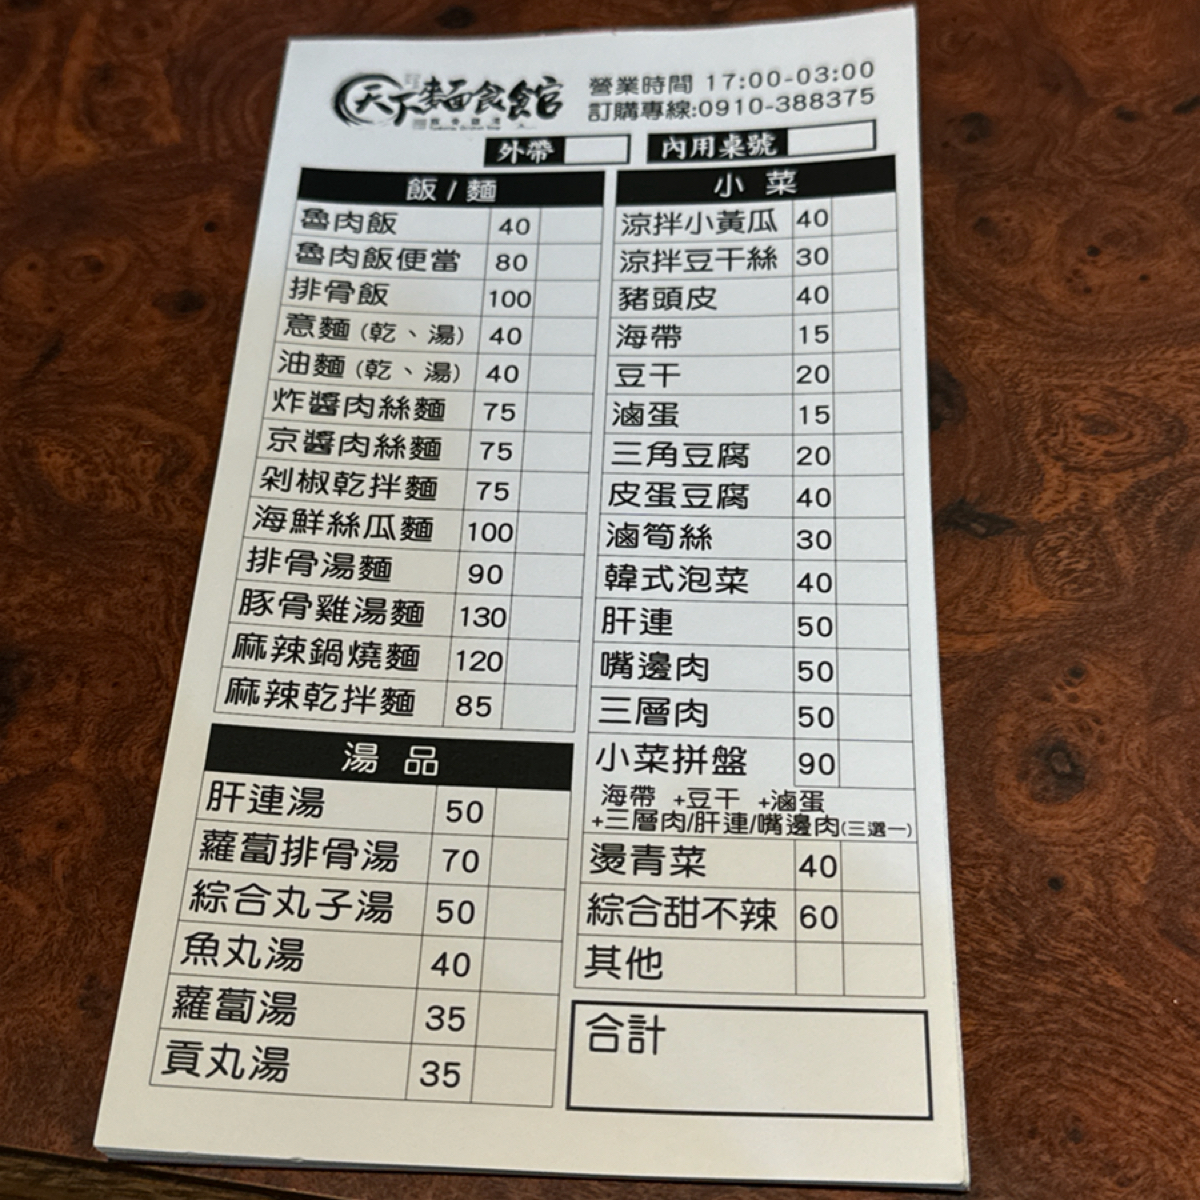 天下麵食館
營業時間 17:00-03:00
訂購專線:0910-388375
外帶
內用桌號
飯 / 麵
魯肉飯 40
魯肉飯便當 80
排骨飯 100
意麵 (乾、湯) 40
油麵 (乾、湯) 40
炸醬肉絲麵 75
京醬肉絲麵 75
剁椒乾拌麵 75
海鮮絲瓜麵 100
排骨湯麵 90
豚骨雞湯麵 130
麻辣鍋燒麵 120
麻辣乾拌麵 85
湯 品
肝連湯 50
蘿蔔排骨湯 70
綜合丸子湯 50
魚丸湯 40
蘿蔔湯 35
貢丸湯 35
小 菜
涼拌小黃瓜 40
涼拌豆干絲 30
豬頭皮 40
海帶 15
豆干 20
滷蛋 15
三角豆腐 20
皮蛋豆腐 40
滷筍絲 30
韓式泡菜 40
肝連 50
嘴邊肉 50
三層肉 50
小菜拼盤 90
海帶 +豆干 +滷蛋
+三層肉/肝連/嘴邊肉(三選一)
燙青菜 40
綜合甜不辣 60
其他
合計